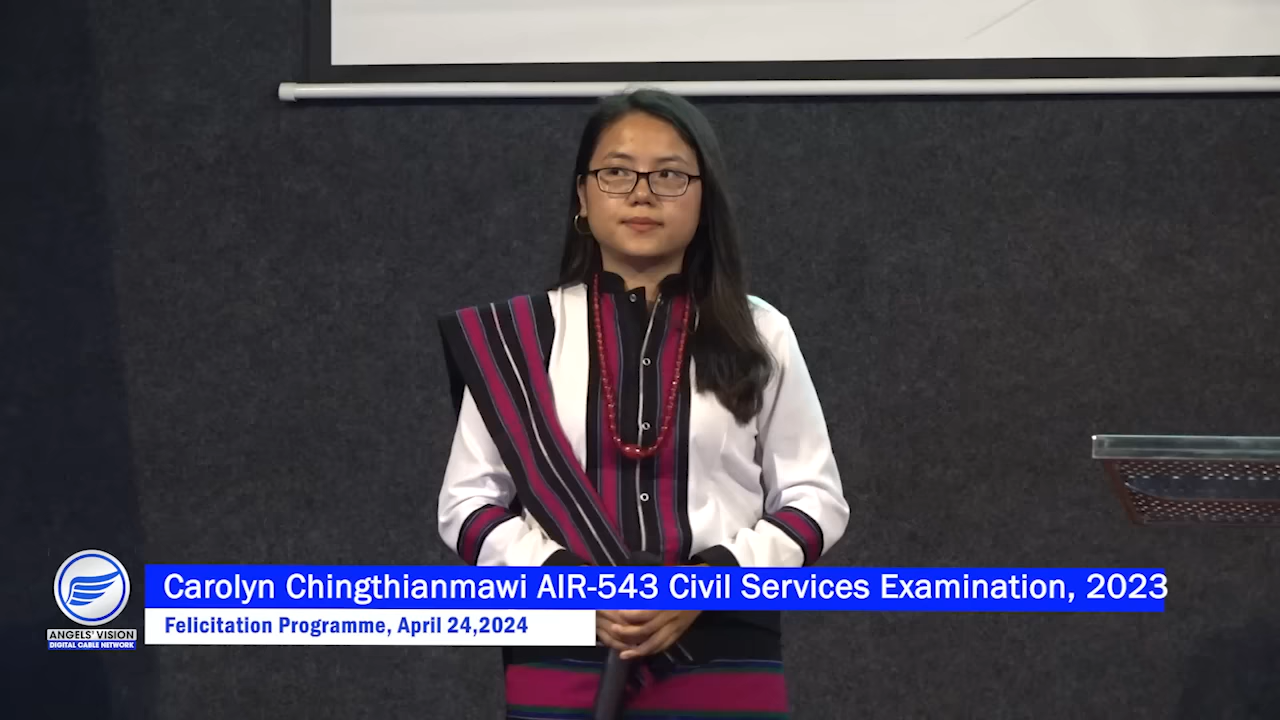 Carolyn Chingthianmawi AIR-543 Civil Services Examination, 2023
Felicitation Programme, April 24,2024
ANGELS' VISION
DIGITAL CABLE NETWORK